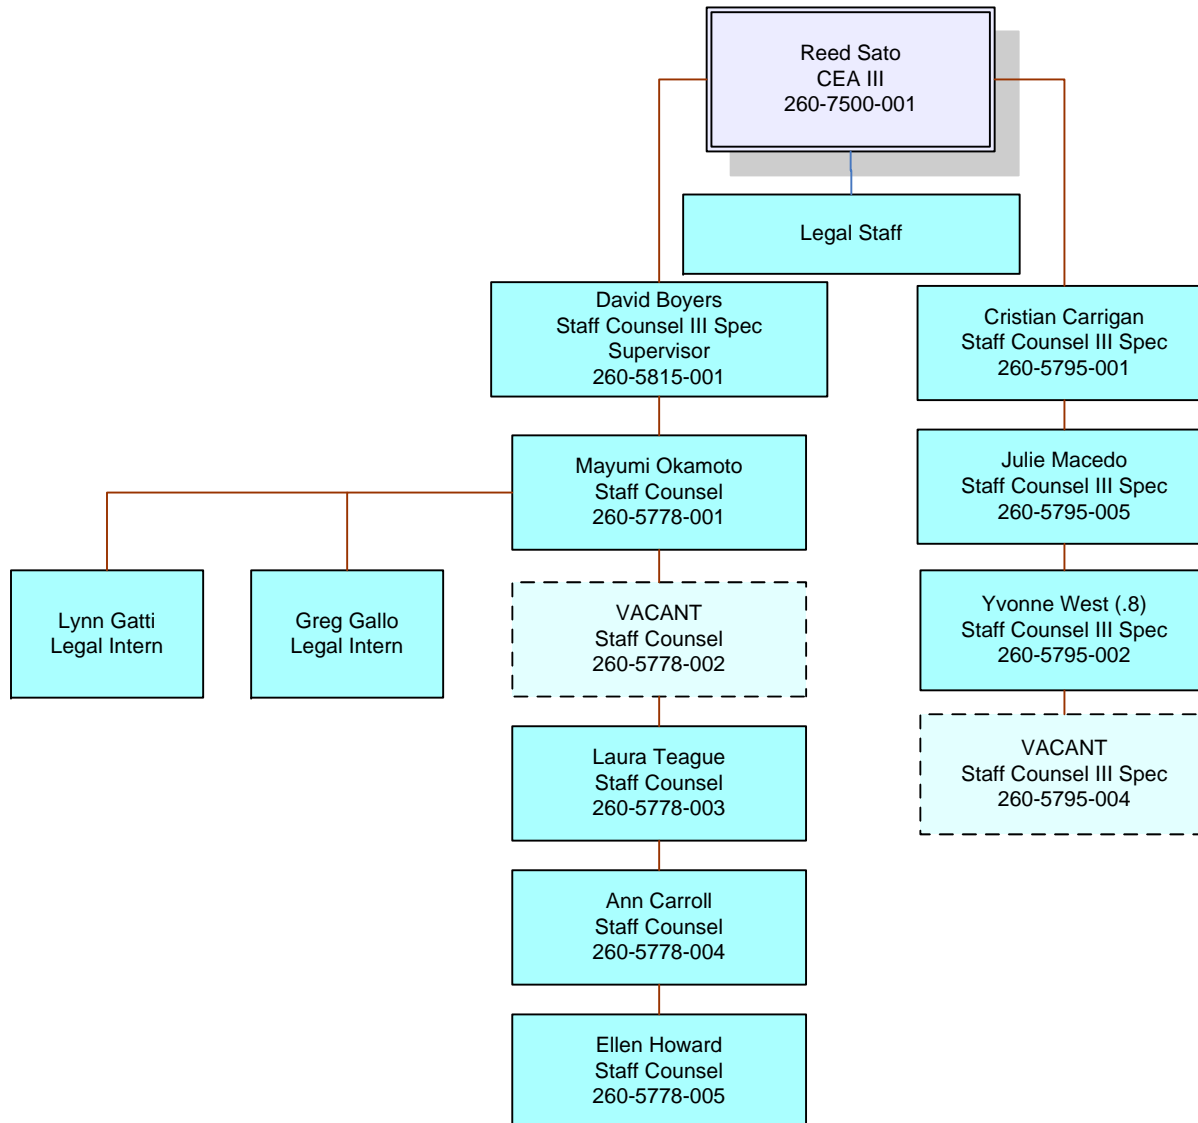 Reed Sato
CEA III
260-7500-001
Legal Staff
David Boyers
Staff Counsel III Spec
Supervisor
260-5815-001
Cristian Carrigan
Staff Counsel III Spec
260-5795-001
Mayumi Okamoto
Staff Counsel
260-5778-001
Julie Macedo
Staff Counsel III Spec
260-5795-005
Lynn Gatti
Legal Intern
Greg Gallo
Legal Intern
VACANT
Staff Counsel
260-5778-002
Yvonne West (.8)
Staff Counsel III Spec
260-5795-002
Laura Teague
Staff Counsel
260-5778-003
VACANT
Staff Counsel III Spec
260-5795-004
Ann Carroll
Staff Counsel
260-5778-004
Ellen Howard
Staff Counsel
260-5778-005